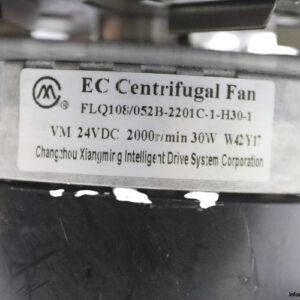 EC Centrifugal Fan
FLQ108/052B-2201C-1-H30-1
VM 24VDC 2000r/min 30W W42Y17
Changzhou Xiangming Intelligent Drive System Corporation